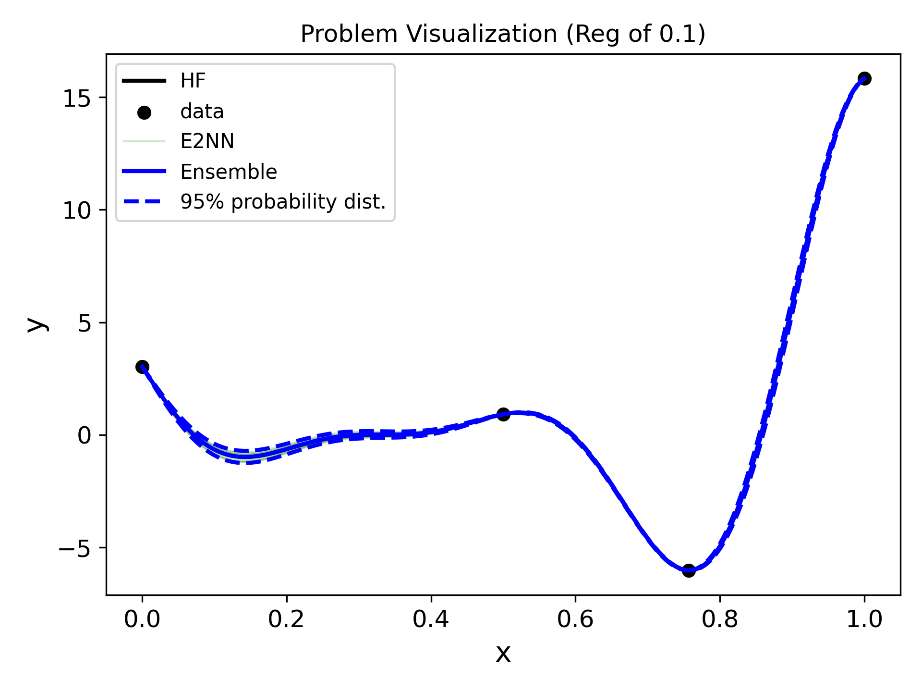 Problem Visualization (Reg of 0.1)
HF
data
E2NN
Ensemble
95% probability dist.
15
10
5
0
−5
y
0.0 0.2 0.4 0.6 0.8 1.0
x